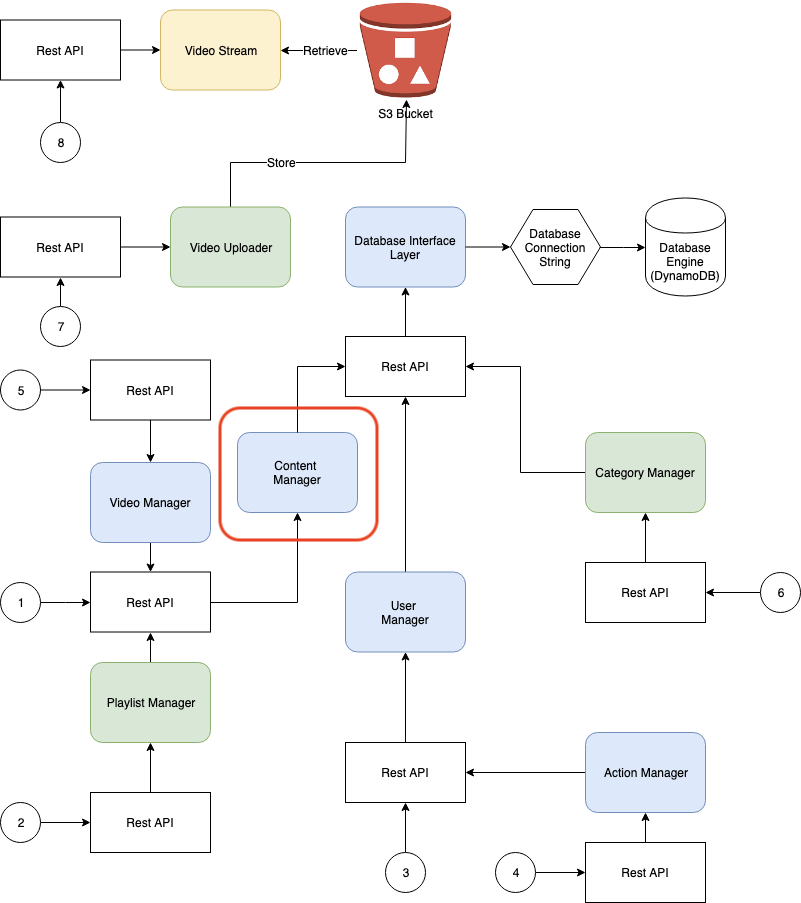 Rest API
Video Stream
Retrieve
S3 Bucket
8
Store
Rest API
Video Uploader
Database Interface
Layer
Database
Connection
String
Database
Engine
(DynamoDB)
7
Rest API
5
Rest API
Content
Manager
Category Manager
Video Manager
1
Rest API
User
Manager
Rest API
6
Playlist Manager
Rest API
Action Manager
2
Rest API
3
4
Rest API